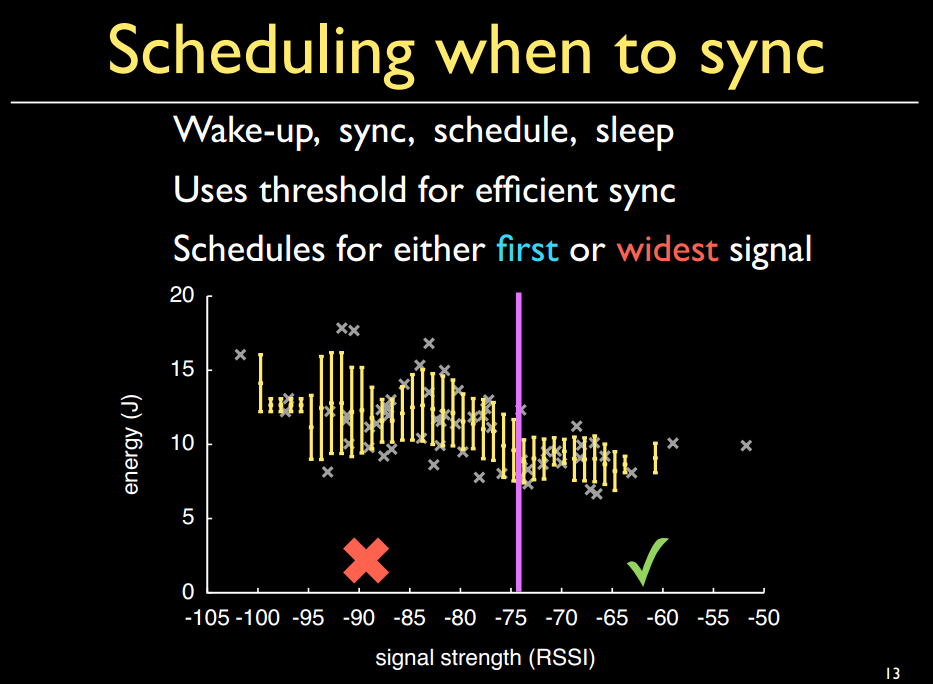 Scheduling when to sync
Wake-up, sync, schedule, sleep
Uses threshold for efficient sync
Schedules for either first or widest signal
20
15
10
5
0
energy (J)
-105 -100 -95 -90 -85 -80 -75 -70 -65 -60 -55 -50
signal strength (RSSI)
13